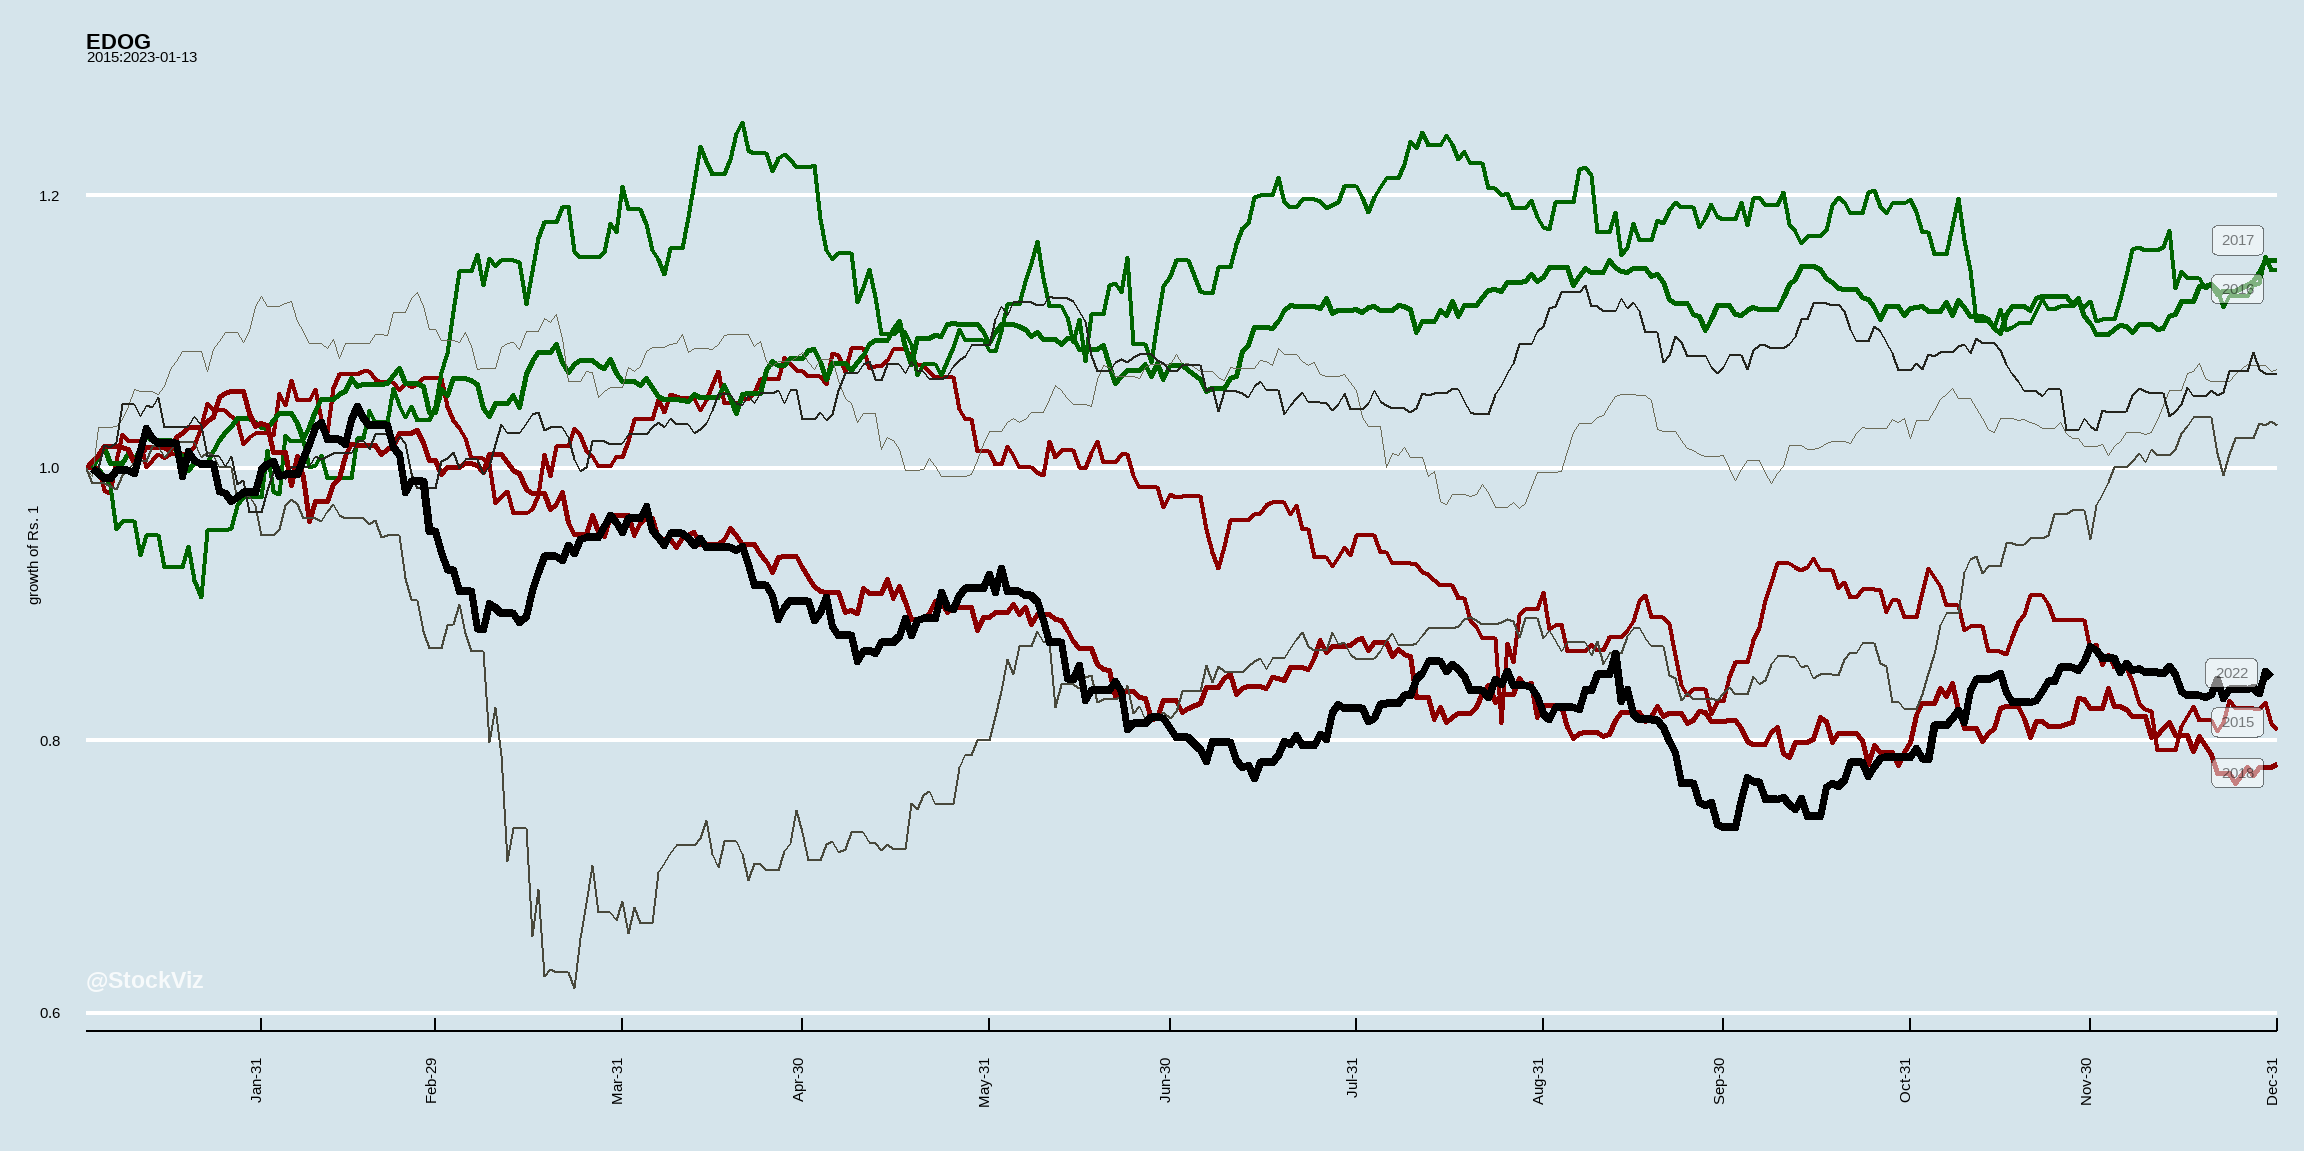 EDOG
2015:2023-01-13
1.2
1.0
0.8
0.6
growth of Rs. 1
2017
2016
2022
2015
2018
@StockViz
Jan-31
Feb-29
Mar-31
Apr-30
May-31
Jun-30
Jul-31
Aug-31
Sep-30
Oct-31
Nov-30
Dec-31